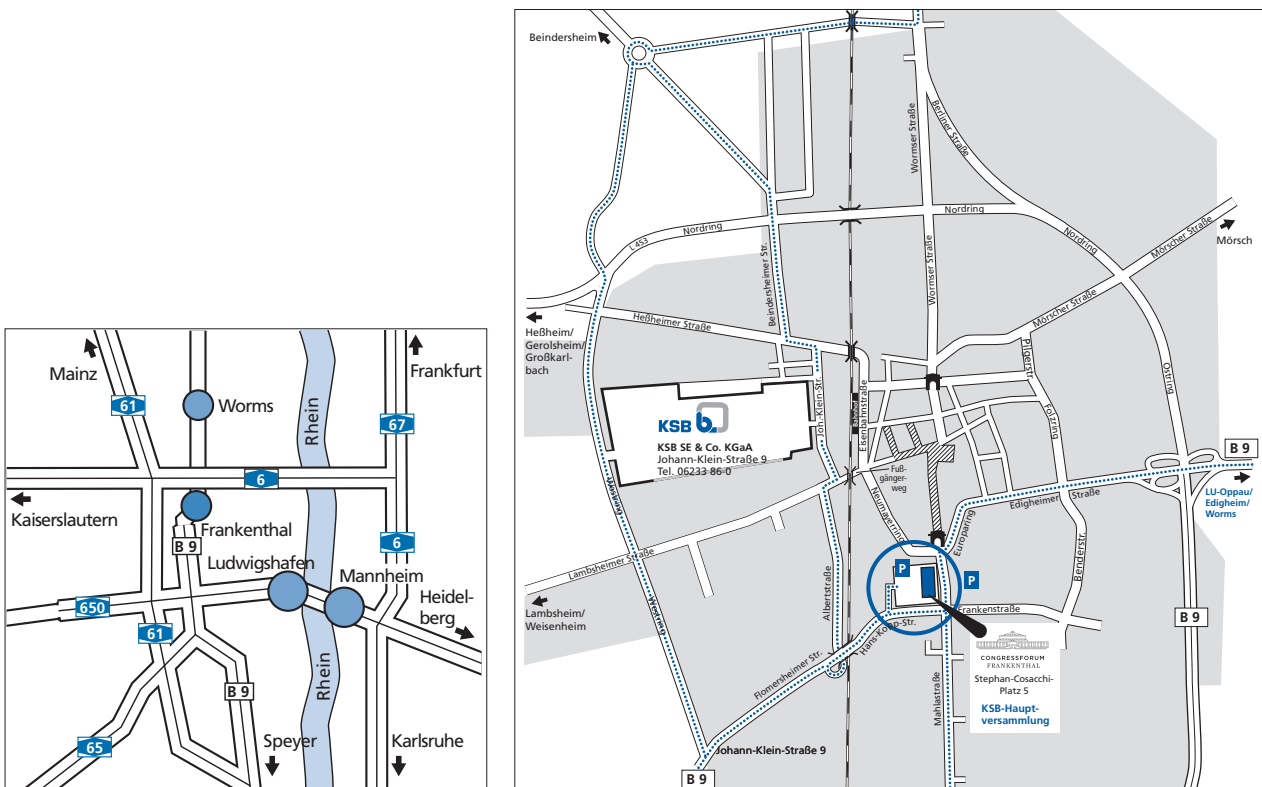 Mainz
Frankfurt
61
Worms
Rhein
67
6
Kaiserslautern
Frankenthal
B 9
6
Ludwigshafen
Mannheim
650
Heidel-
berg
61
Rhein
B 9
65
Speyer
Karlsruhe
Beindersheim
Wormser Straße
Berliner Straße
Nordring
Nordring
L 453
Nordring
Mörscher Straße
Mörsch
Beindersheimer Str.
Wormser Straße
Mörscher Straße
Heßheim/
Gerolsheim/
Großkarl-
bach
Heßheimer Straße
Pilgerstr.
Ostring
Joh.-Klein-Str.
Eisenbahnstraße
Foltzring
KSB b.
KSB SE & Co. KGaA
Johann-Klein-Straße 9
Tel. 06233 86-0
Westring
Fuß-
gänger-
weg
B 9
LU-Oppau/
Edigheim/
Worms
Edigheimer Straße
Neumayerring
Europaring
Benderstr.
Lambsheimer Straße
Albertstraße
P
P
Lambsheim/
Weisenheim
Westring
Hans-Kopp-Str.
Frankenstraße
B 9
Flomersheimer Str.
Mahlastraße
CONGRESSFORUM
FRANKENTHAL
Stephan-Cosacchi-
Platz 5
KSB-Haupt-
versammlung
Johann-Klein-Straße 9
B 9